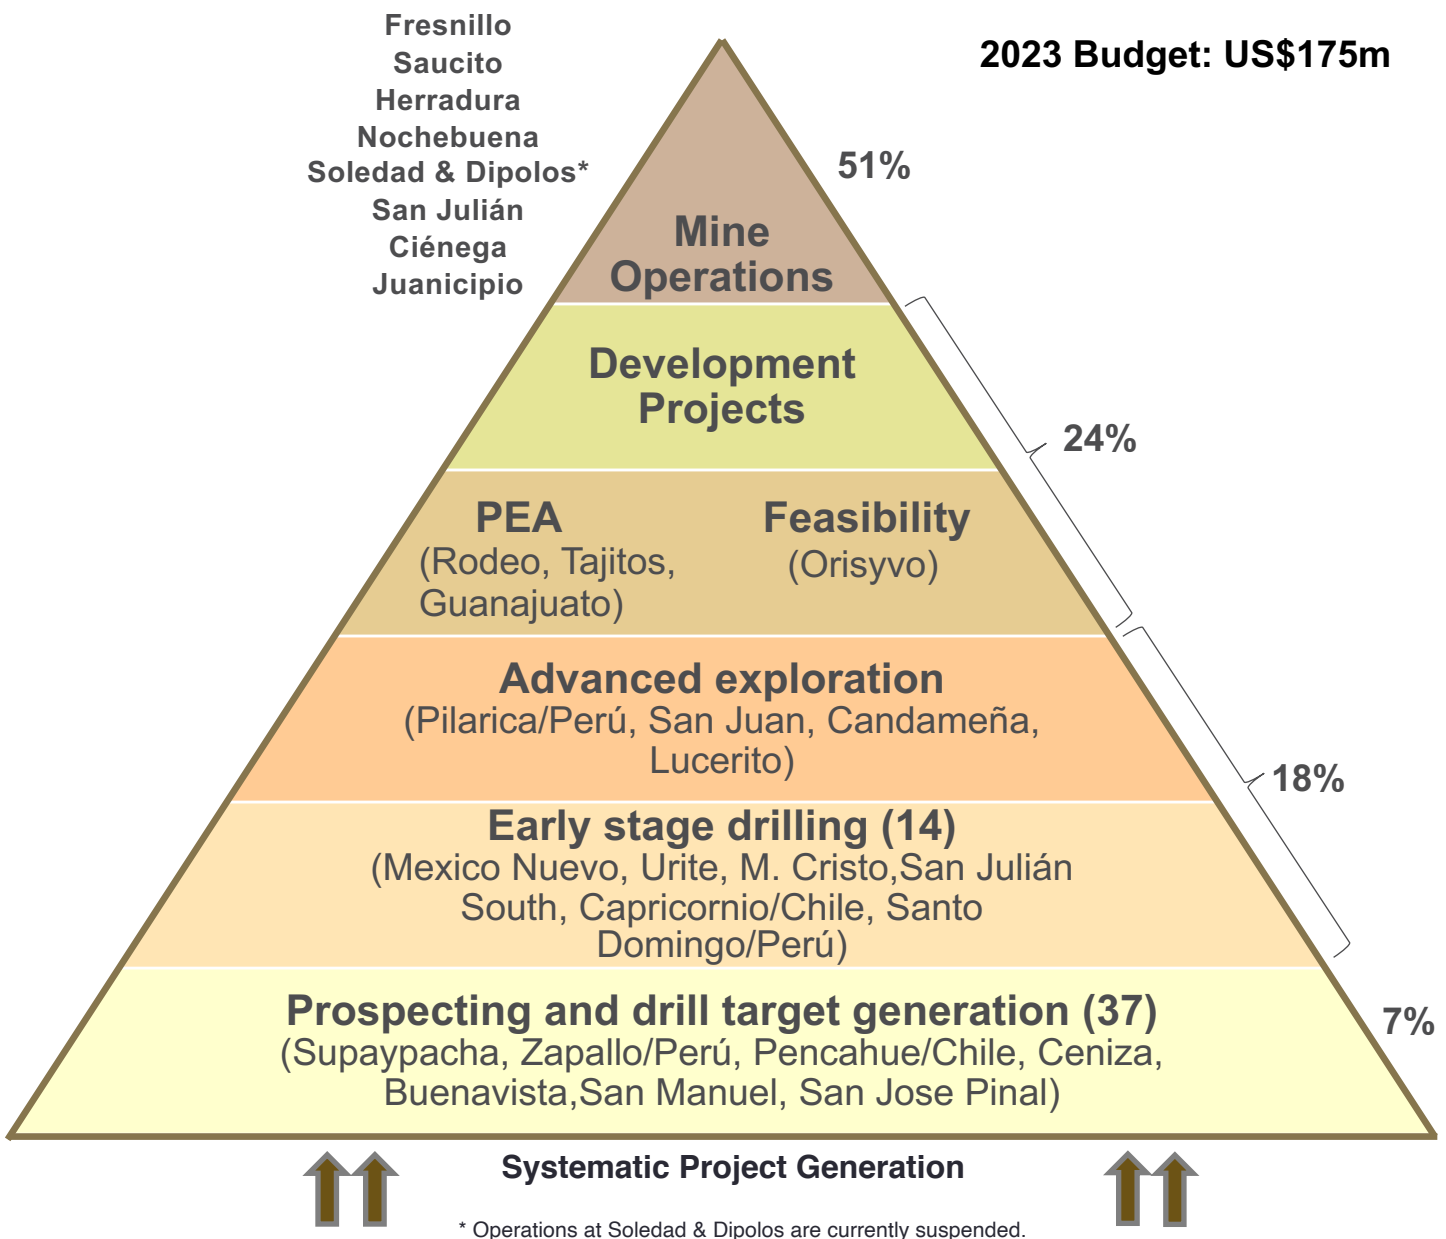 Fresnillo
Saucito
Herradura
Nochebuena
Soledad & Dipolos*
San Julián
Ciénega
Juanicipio
2023 Budget: US$175m
51%
Mine
Operations
Development
Projects
24%
PEA
(Rodeo, Tajitos,
Guanajuato)
Feasibility
(Orisyvo)
Advanced exploration
(Pilarica/Perú, San Juan, Candameña,
Lucerito)
18%
Early stage drilling (14)
(Mexico Nuevo, Urite, M. Cristo,San Julián
South, Capricornio/Chile, Santo
Domingo/Perú)
Prospecting and drill target generation (37)
(Supaypacha, Zapallo/Perú, Pencahue/Chile, Ceniza,
Buenavista,San Manuel, San Jose Pinal)
7%
Systematic Project Generation
* Operations at Soledad & Dipolos are currently suspended.